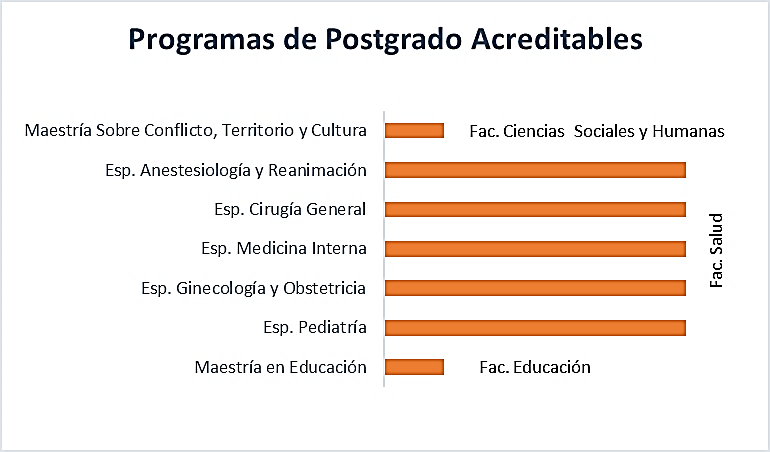 Programas de Postgrado Acreditables
Maestría Sobre Conflicto, Territorio y Cultura
Fac. Ciencias  Sociales y Humanas
Esp. Anestesiología y Reanimación
Esp. Cirugía General
Esp. Medicina Interna
Fac. Salud
Esp. Ginecología y Obstetricia
Esp. Pediatría
Maestría en Educación
Fac. Educación